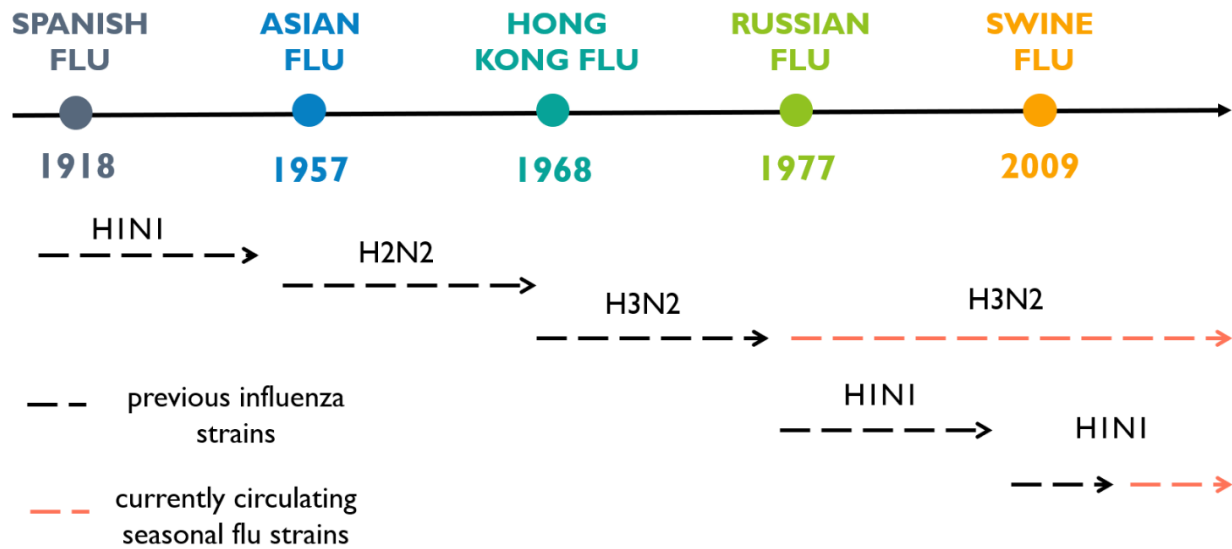 SPANISH
FLU
ASIAN
FLU
HONG
KONG FLU
RUSSIAN
FLU
SWINE
FLU
1918
1957
1968
1977
2009
H1N1
H2N2
H3N2
H3N2
H1N1
H1N1
previous influenza
strains
currently circulating
seasonal flu strains